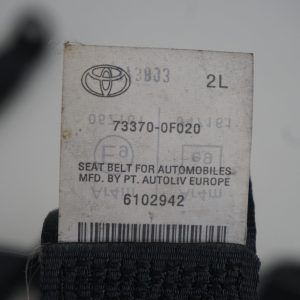 2L
73370-0F020
SEAT BELT FOR AUTOMOBILES
MFD. BY PT. AUTOLIV EUROPE
6102942